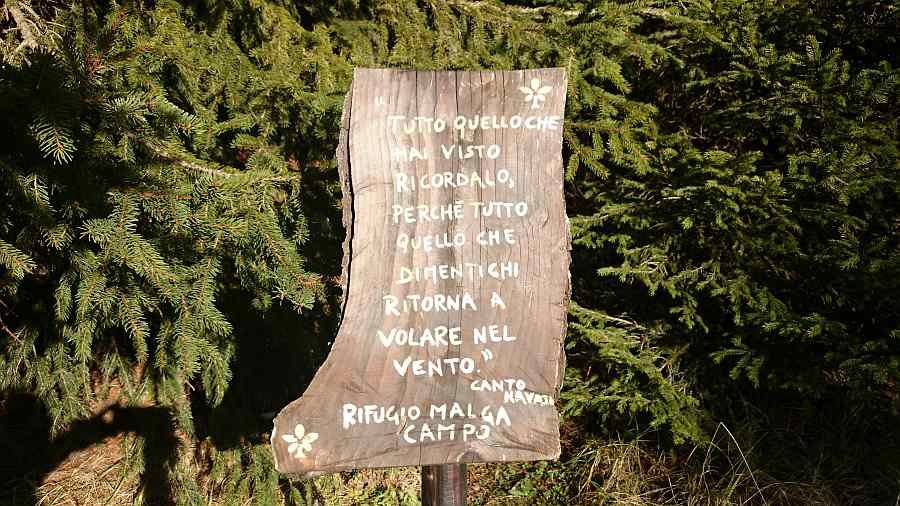 "TUTTO QUELLO CHE
HAI VISTO
RICORDALO,
PERCHĒ TUTTO
QUELLO CHE
DIMENTICHI
RITORNA A
VOLARE NEL
VENTO."
CANTO
NAVAJO
RIFUGIO MALGA
CAMPO